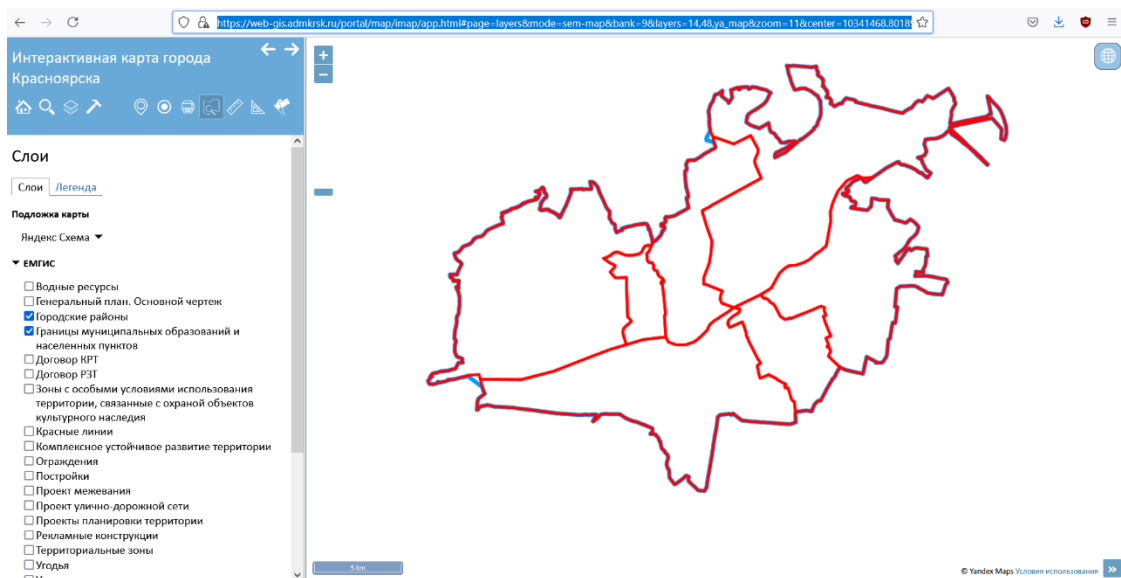 https://web-gis.admkrsk.ru/portal/map/imap/app.html#page=layers&mode=sem-map&bank=9&layers=14,48,ya_map&zoom=11&center=10341468.8018
Интерактивная карта города
Красноярска
Слои
Слои Легенда
Подложка карты
Яндекс Схема
ЕМГИС
Водные ресурсы
Генеральный план. Основной чертеж
Городские районы
Границы муниципальных образований и
населенных пунктов
Договор КРТ
Договор РЗТ
Зоны с особыми условиями использования
территории, связанные с охраной объектов
культурного наследия
Красные линии
Комплексное устойчивое развитие территории
Ограждения
Постройки
Проект межевания
Проект улично-дорожной сети
Проекты планировки территории
Рекламные конструкции
Территориальные зоны
Угодья
+
−
5 km
© Yandex Maps Условия использования